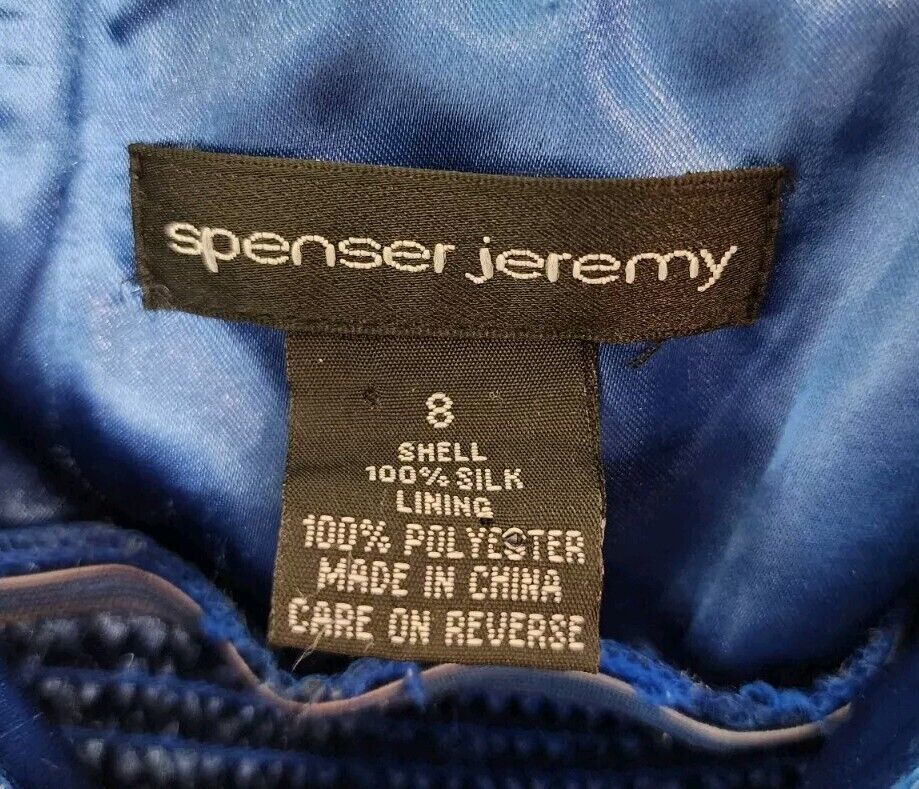 spenser jeremy
8
SHELL
100% SILK
LINING
100% POLYESTER
MADE IN CHINA
CARE ON REVERSE